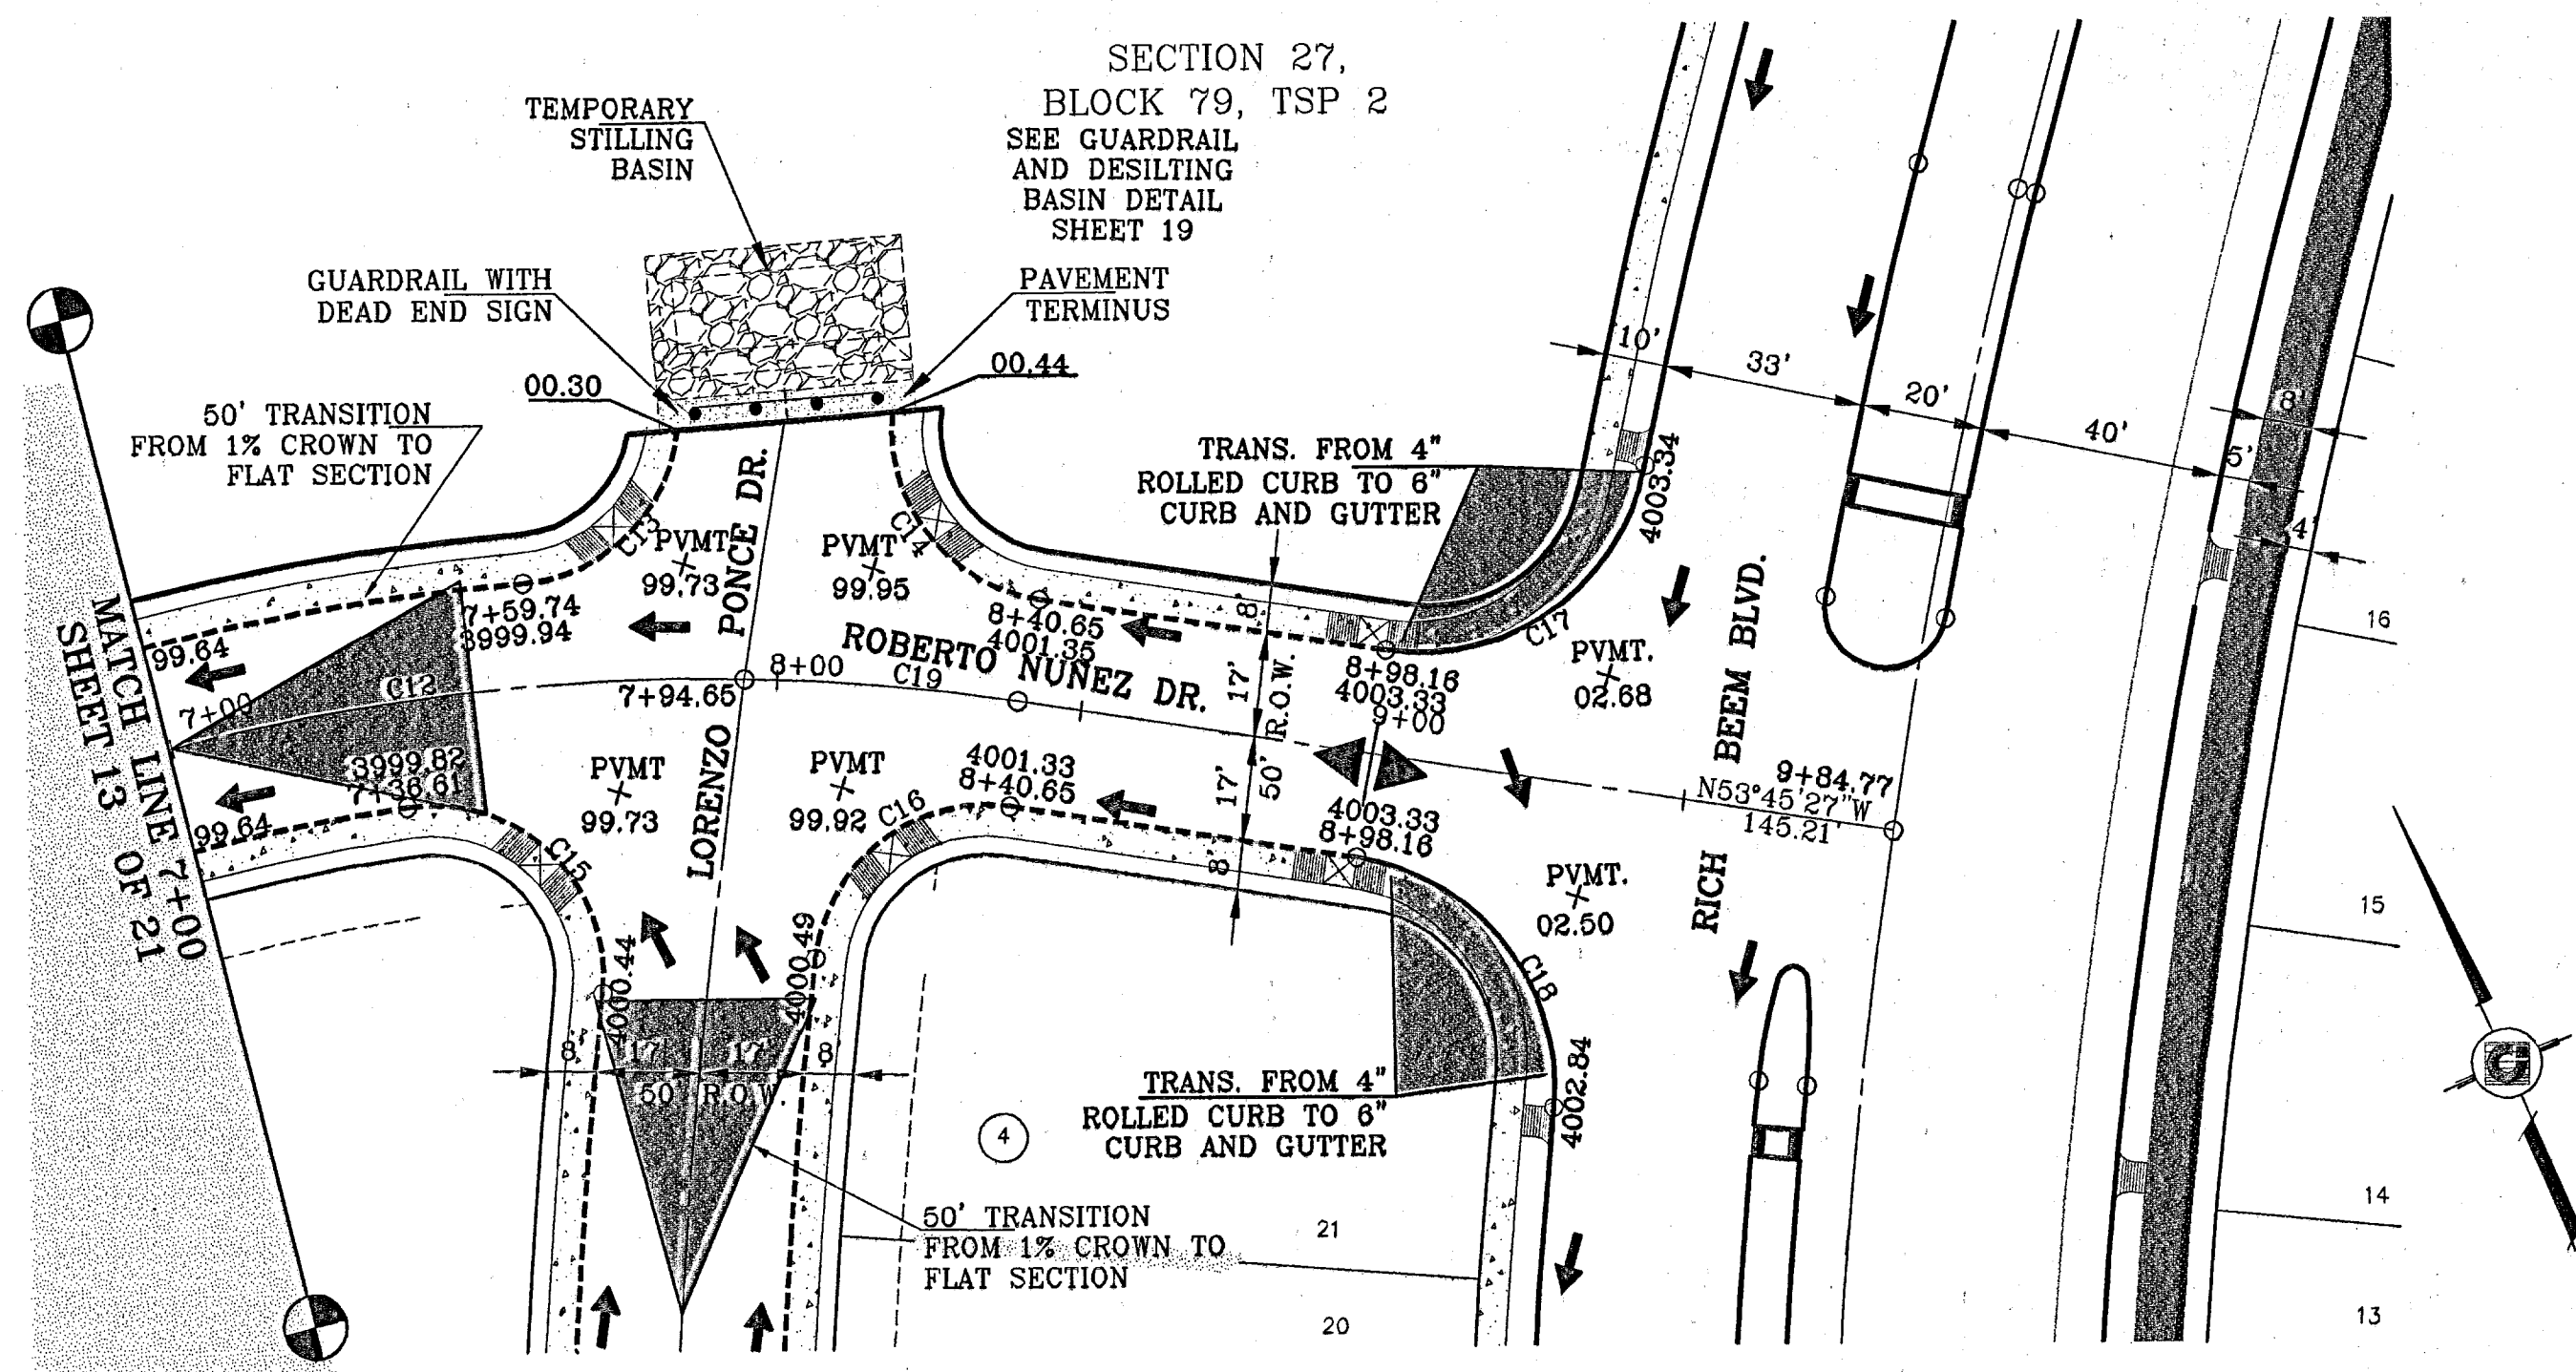 SECTION 27,
BLOCK 79, TSP 2
SEE GUARDRAIL
AND DESILTING
BASIN DETAIL
SHEET 19
TEMPORARY
STILLING
BASIN
GUARDRAIL WITH
DEAD END SIGN
PAVEMENT
TERMINUS
00.30
00.44
50' TRANSITION
FROM 1% CROWN TO
FLAT SECTION
TRANS. FROM 4"
ROLLED CURB TO 6"
CURB AND GUTTER
10'
33'
20'
40'
8'
5'
4'
4003.34
C13
C14
PVMT
99.73
PVMT
99.95
LORENZO PONCE DR.
7+59.74
3999.94
8+40.65
4001.35
ROBERTO NUNEZ DR.
C19
8+00
7+94.65
99.64
7+00
C12
3999.82
7+36.61
99.64
MATCH LINE 7+00
SHEET 13 OF 21
PVMT
99.73
PVMT
99.92
4001.33
8+40.65
C15
C16
8
17'
17'
8
50' R.O.W.
8+98.16
4003.33
9+00
4003.33
8+98.16
C17
PVMT.
02.68
PVMT.
02.50
RICH BEEM BLVD.
9+84.77
N53°45'27"W
145.21'
C18
4002.84
4000.44
4000.49
8
17'
17'
8
50 R.O.W.
TRANS. FROM 4"
ROLLED CURB TO 6"
CURB AND GUTTER
4
50' TRANSITION
FROM 1% CROWN TO
FLAT SECTION
21
20
16
15
14
13